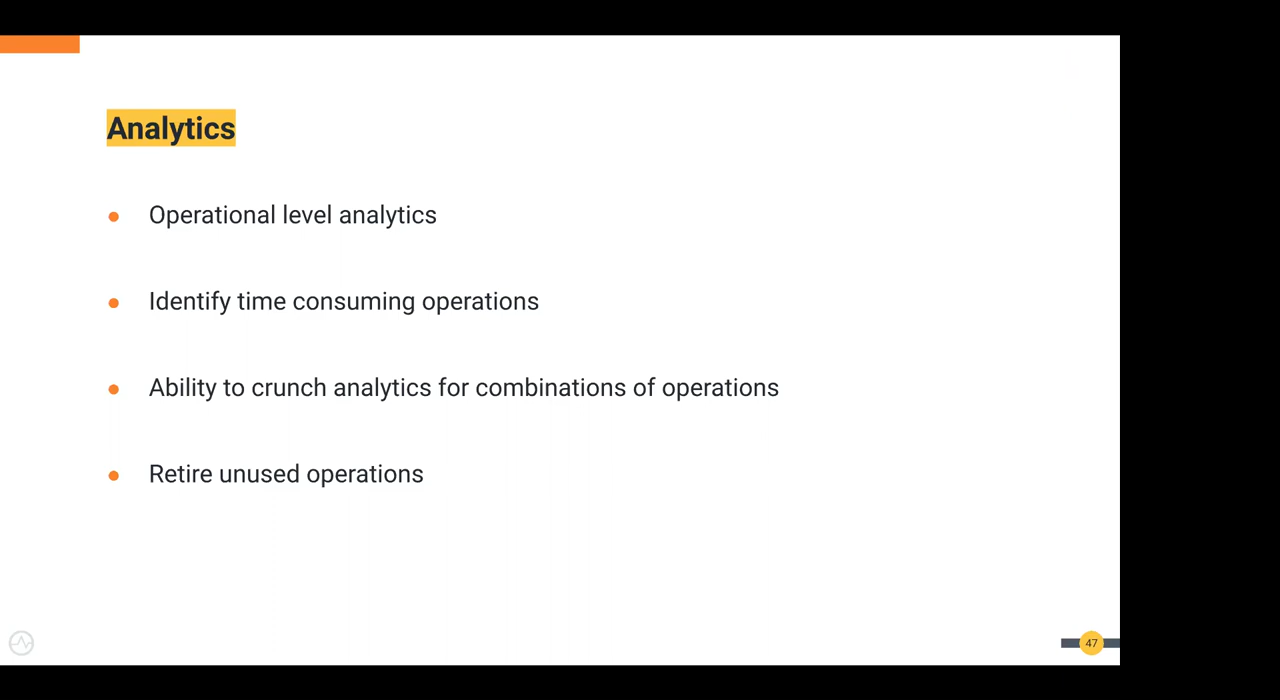 Analytics
Operational level analytics
Identify time consuming operations
Ability to crunch analytics for combinations of operations
Retire unused operations
47